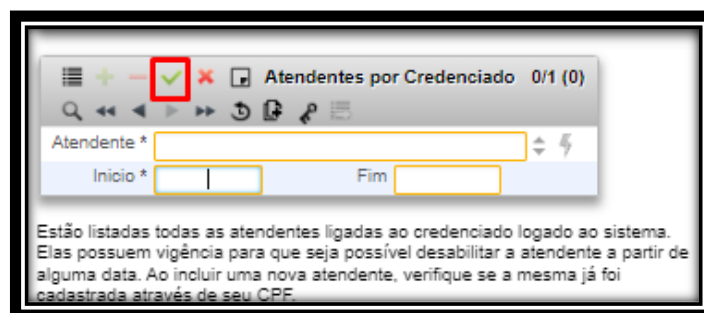 Atendentes por Credenciado 0/1 (0)
Atendente *
Inicio * Fim
Estão listadas todas as atendentes ligadas ao credenciado logado ao sistema.
Elas possuem vigência para que seja possível desabilitar a atendente a partir de
alguma data. Ao incluir uma nova atendente, verifique se a mesma já foi
cadastrada através de seu CPF.